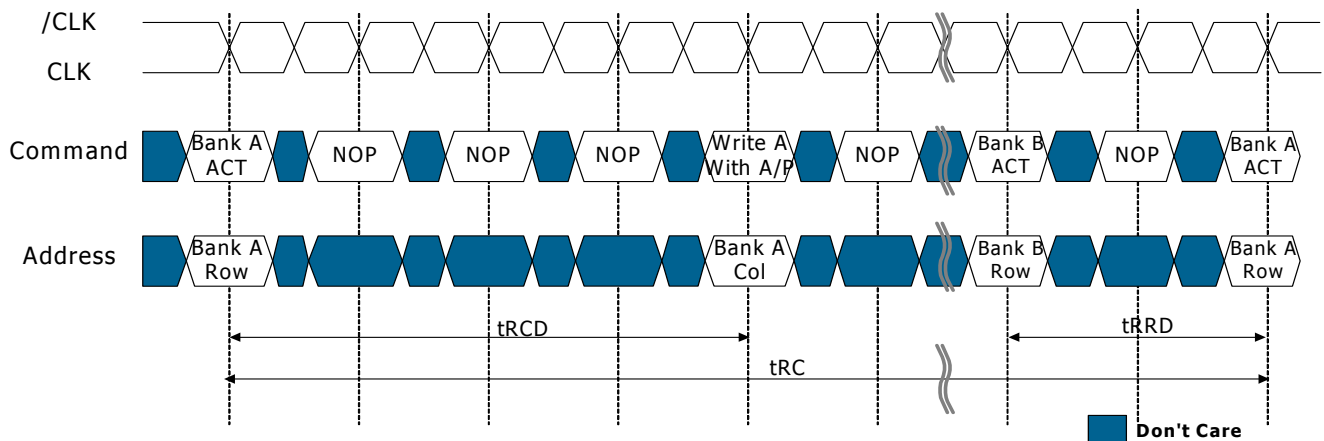 /CLK
CLK
Command
Bank A
ACT
NOP
NOP
NOP
Write A
With A/P
NOP
Bank B
ACT
NOP
Bank A
ACT
Address
Bank A
Row
Bank A
Col
Bank B
Row
Bank A
Row
tRCD
tRRD
tRC
Don't Care